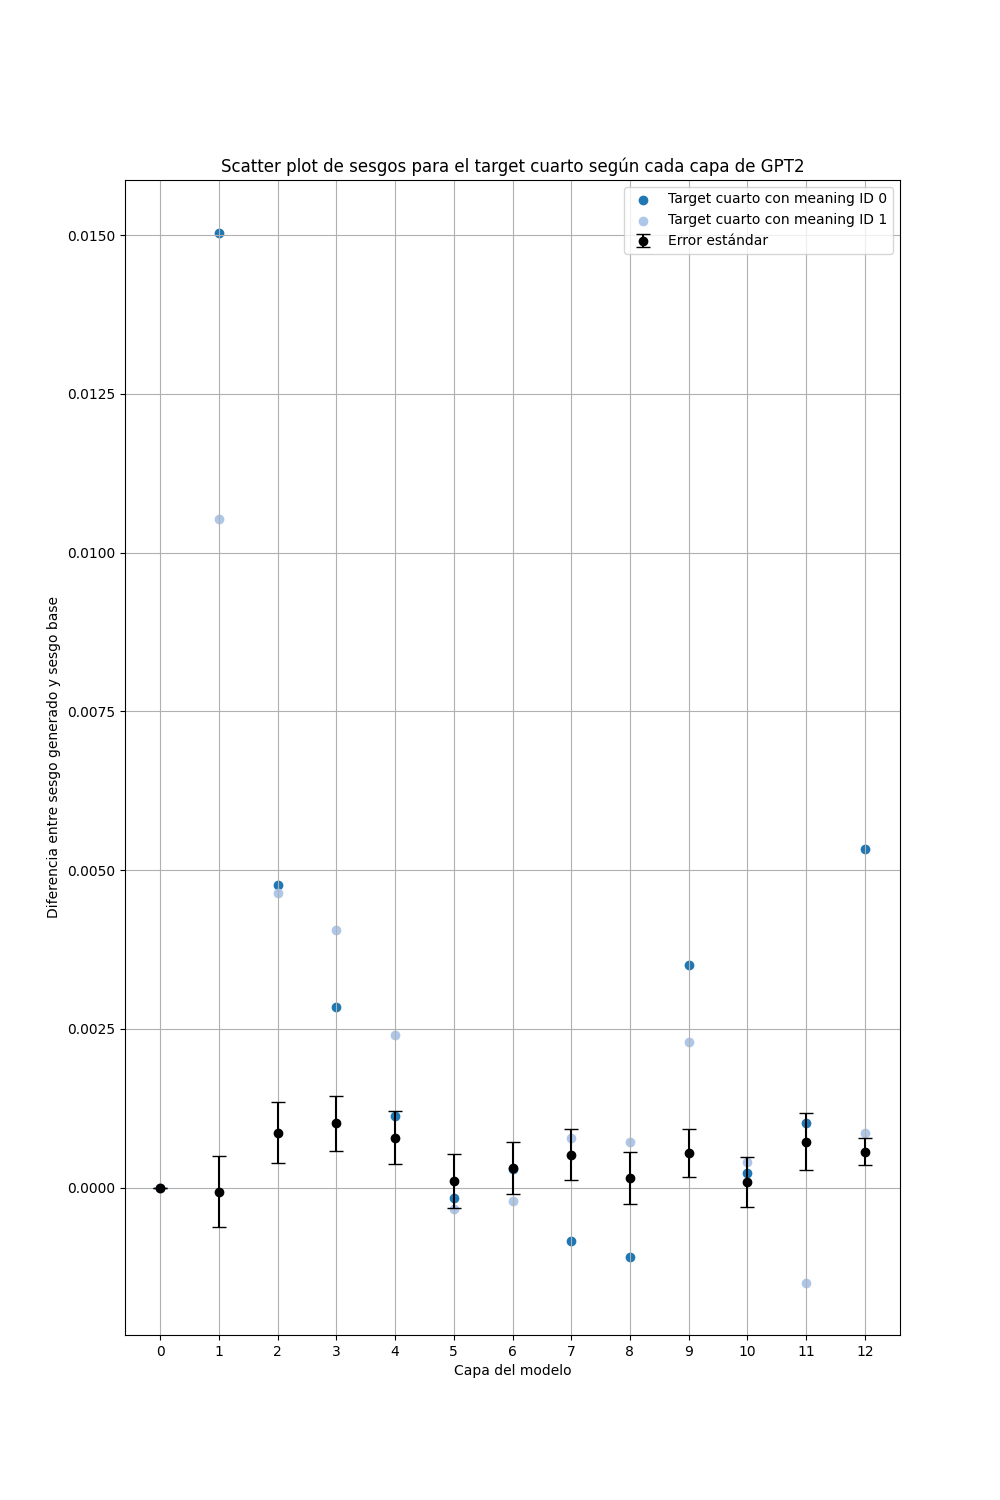 Scatter plot de sesgos para el target cuarto según cada capa de GPT2
Target cuarto con meaning ID 0
Target cuarto con meaning ID 1
Error estándar
0.0150
0.0125
0.0100
0.0075
0.0050
0.0025
0.0000
Diferencia entre sesgo generado y sesgo base
0 1 2 3 4 5 6 7 8 9 10 11 12
Capa del modelo